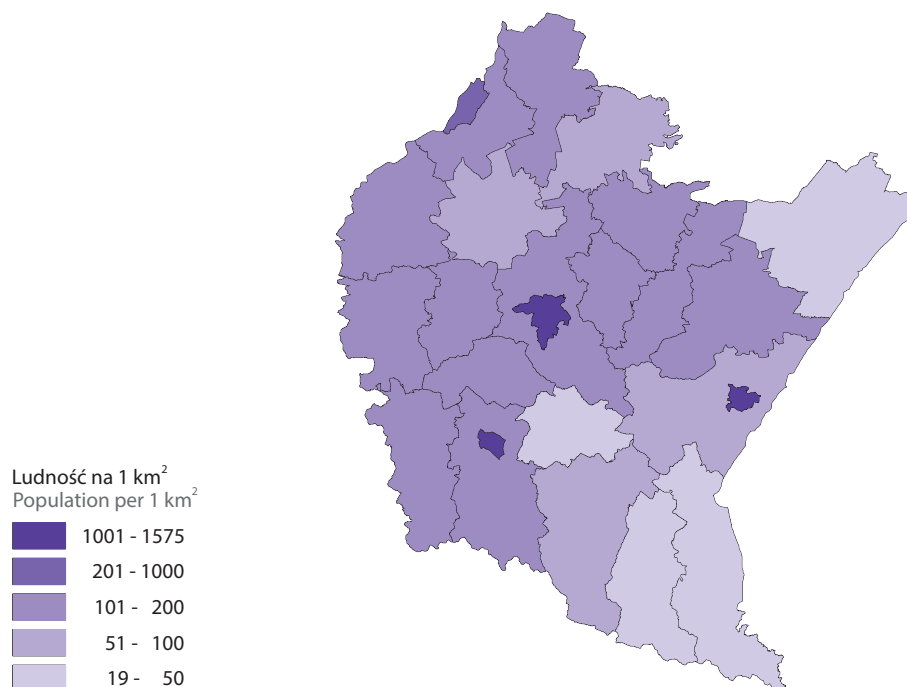 Ludność na 1 km²
Population per 1 km²
1001 - 1575
201 - 1000
101 - 200
51 - 100
19 - 50